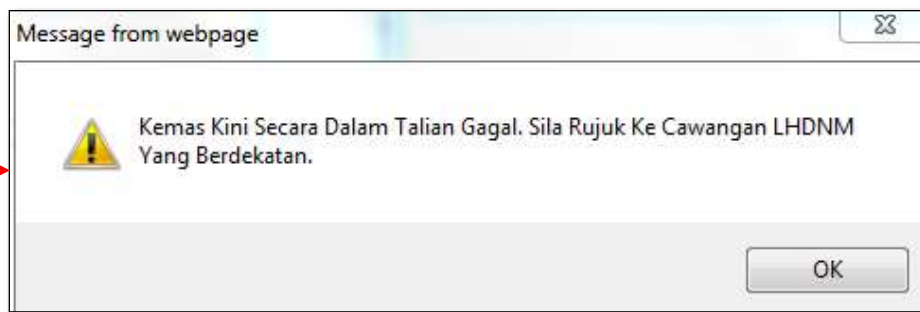 Message from webpage
Kemas Kini Secara Dalam Talian Gagal. Sila Rujuk Ke Cawangan LHDNM
Yang Berdekatan.
OK